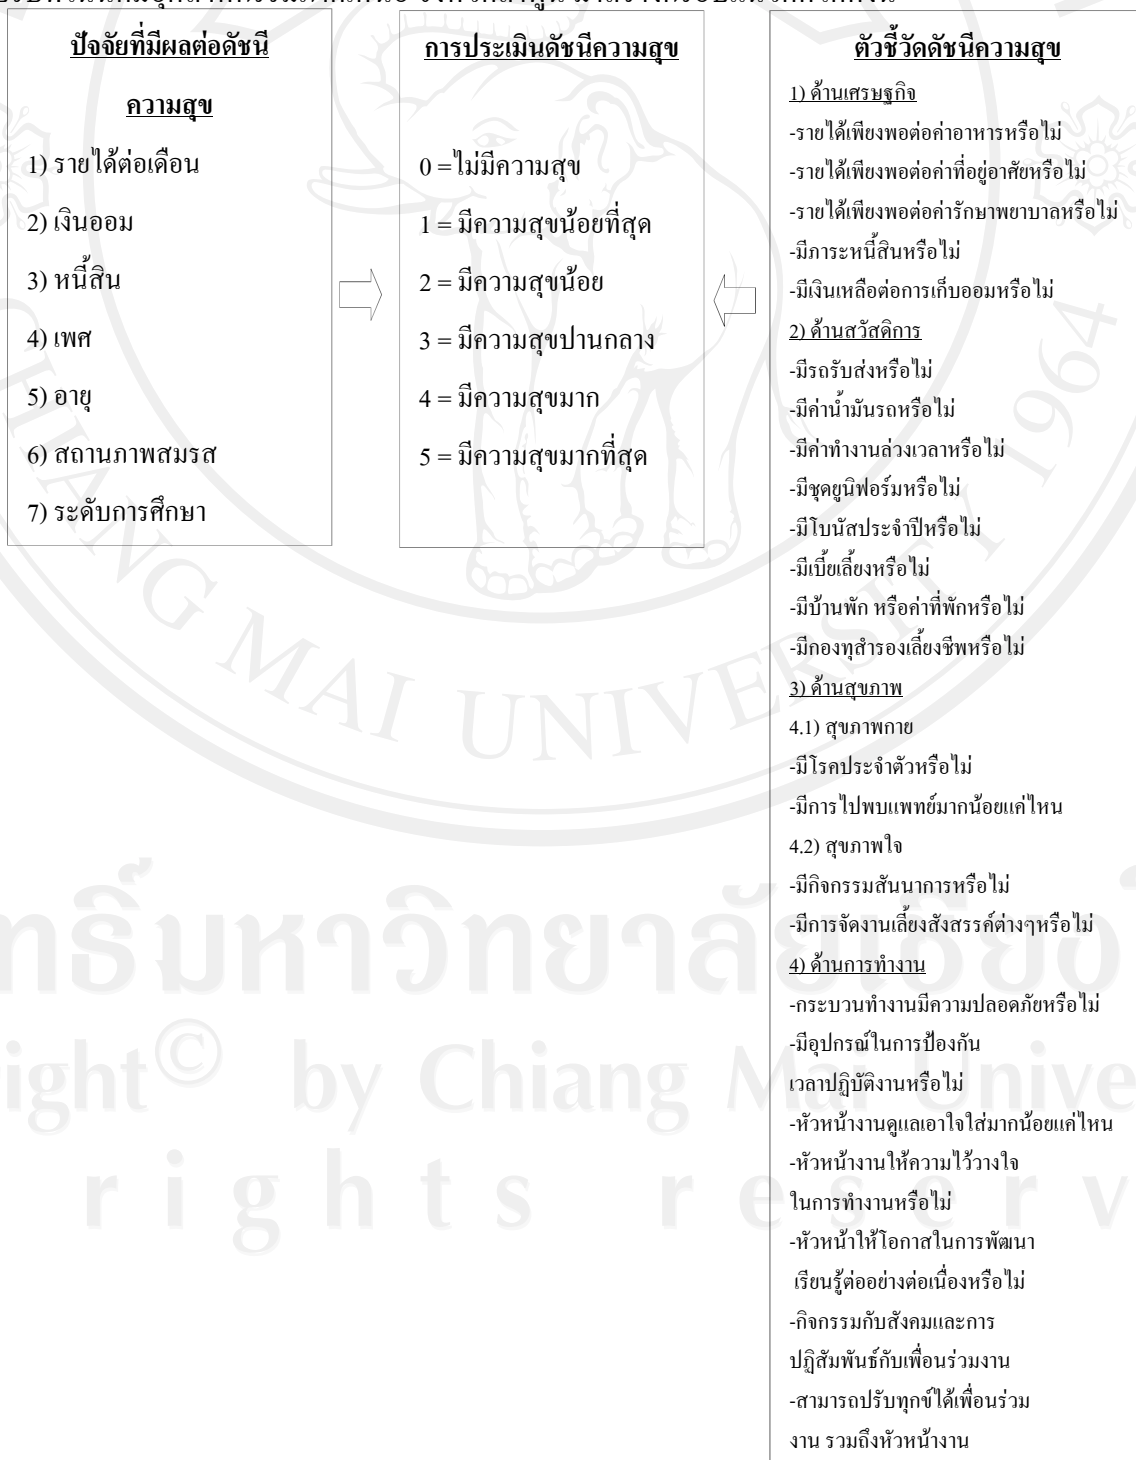 ปัจจัยที่มีผลต่อดัชนี
ความสุข
1) รายได้ต่อเดือน
2) เงินออม
3) หนี้สิน
4) เพศ
5) อายุ
6) สถานภาพสมรส
7) ระดับการศึกษา
การประเมินดัชนีความสุข
0 = ไม่มีความสุข
1 = มีความสุขน้อยที่สุด
2 = มีความสุขน้อย
3 = มีความสุขปานกลาง
4 = มีความสุขมาก
5 = มีความสุขมากที่สุด
ตัวชี้วัดดัชนีความสุข
1) ด้านเศรษฐกิจ
-รายได้เพียงพอต่อค่าอาหารหรือไม่
-รายได้เพียงพอต่อค่าที่อยู่อาศัยหรือไม่
-รายได้เพียงพอต่อค่ารักษาพยาบาลหรือไม่
-มีภาระหนี้สินหรือไม่
-มีเงินเหลือต่อการเก็บออมหรือไม่
2) ด้านสวัสดิการ
-มีรถรับส่งหรือไม่
-มีค่าน้ำมันรถหรือไม่
-มีค่าทำงานล่วงเวลาหรือไม่
-มีชุดยูนิฟอร์มหรือไม่
-มีโบนัสประจำปีหรือไม่
-มีเบี้ยเลี้ยงหรือไม่
-มีบ้านพัก หรือค่าที่พักหรือไม่
-มีกองทุสำรองเลี้ยงชีพหรือไม่
3) ด้านสุขภาพ
4.1) สุขภาพกาย
-มีโรคประจำตัวหรือไม่
-มีการไปพบแพทย์มากน้อยแค่ไหน
4.2) สุขภาพใจ
-มีกิจกรรมสันนาการหรือไม่
-มีการจัดงานเลี้ยงสังสรรค์ต่างๆหรือไม่
4) ด้านการทำงาน
-กระบวนทำงานมีความปลอดภัยหรือไม่
-มีอุปกรณ์ในการป้องกัน
เวลาปฏิบัติงานหรือไม่
-หัวหน้างานดูแลเอาใจใส่มากน้อยแค่ไหน
-หัวหน้างานให้ความไว้วางใจ
ในการทำงานหรือไม่
-หัวหน้าให้โอกาสในการพัฒนา
เรียนรู้ต่ออย่างต่อเนื่องหรือไม่
-กิจกรรมกับสังคมและการ
ปฏิสัมพันธ์กับเพื่อนร่วมงาน
-สามารถปรับทุกข์ได้เพื่อนร่วม
งาน รวมถึงหัวหน้างาน
CHIANG MAI UNIVERSITY 1964
by Chiang Mai
rights